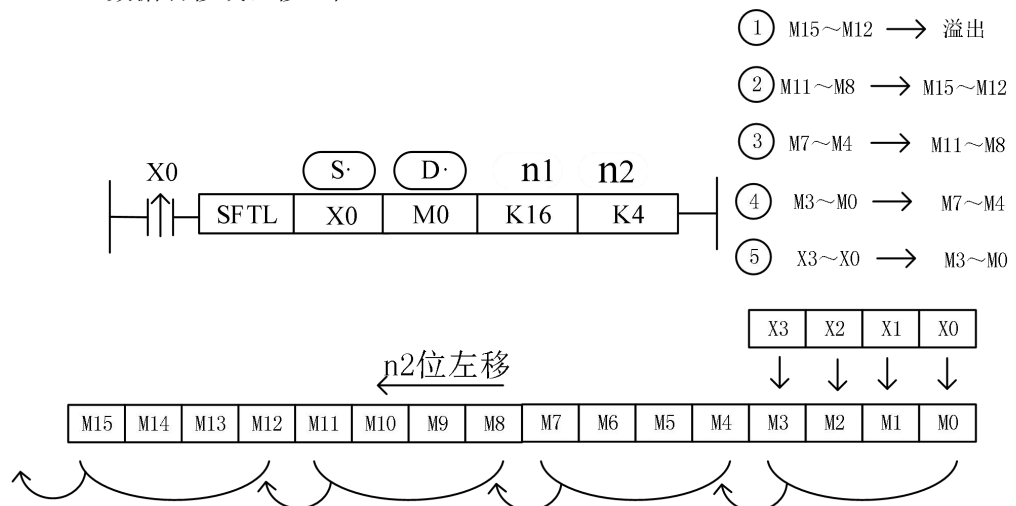 ① M15～M12 → 溢出
② M11～M8 → M15～M12
③ M7～M4 → M11～M8
④ M3～M0 → M7～M4
⑤ X3～X0 → M3～M0
X0
S· D· n1 n2
SFTL X0 M0 K16 K4
X3 X2 X1 X0
n2位左移
M15 M14 M13 M12 M11 M10 M9 M8 M7 M6 M5 M4 M3 M2 M1 M0